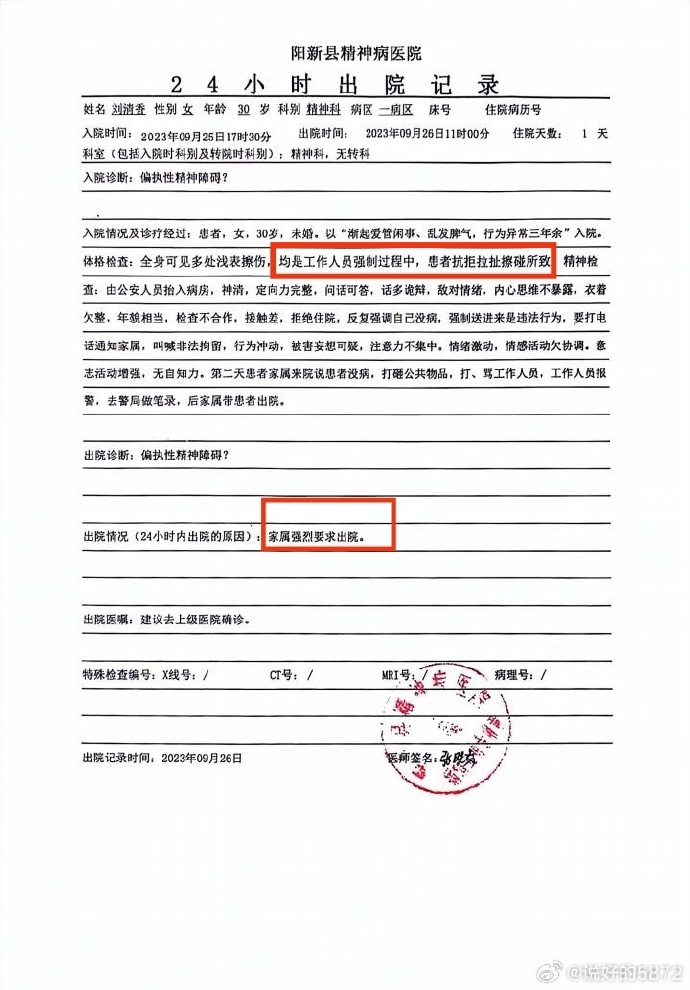 阳新县精神病医院
24小时出院记录
姓名 刘清香 性别 女 年龄 30 岁 科别 精神科 病区 一病区 床号 住院病历号
入院时间：2023年09月25日17时30分 出院时间：2023年09月26日11时00分 住院天数：1 天
科室（包括入院时科别及转院时科别）：精神科，无转科
入院诊断：偏执性精神障碍？
入院情况及诊疗经过：患者，女，30岁，未婚。以“渐起爱管闲事、乱发脾气，行为异常三年余”入院。
体格检查：全身可见多处浅表擦伤，均是工作人员强制过程中，患者抗拒拉扯擦碰所致 精神检
查：由公安人员抬入病房，神清，定向力完整，问话可答，话多诡辩，敌对情绪，内心思维不暴露，衣着
欠整，年貌相当，检查不合作，接触差，拒绝住院，反复强调自己没病，强制送进来是违法行为，要打电
话通知家属，叫喊非法拘留，行为冲动，被害妄想可疑，注意力不集中。情绪激动，情感活动欠协调。意
志活动增强，无自知力。第二天患者家属来院说患者没病，打砸公共物品，打、骂工作人员，工作人员报
警，去警局做笔录，后家属带患者出院。
出院诊断：偏执性精神障碍？
出院情况（24小时内出院的原因）：家属强烈要求出院。
出院医嘱：建议去上级医院确诊。
特殊检查编号：X线号：/ CT号：/ MRI号：/ 病理号：/
出院记录时间：2023年09月26日 医师签名：
@说好的5872